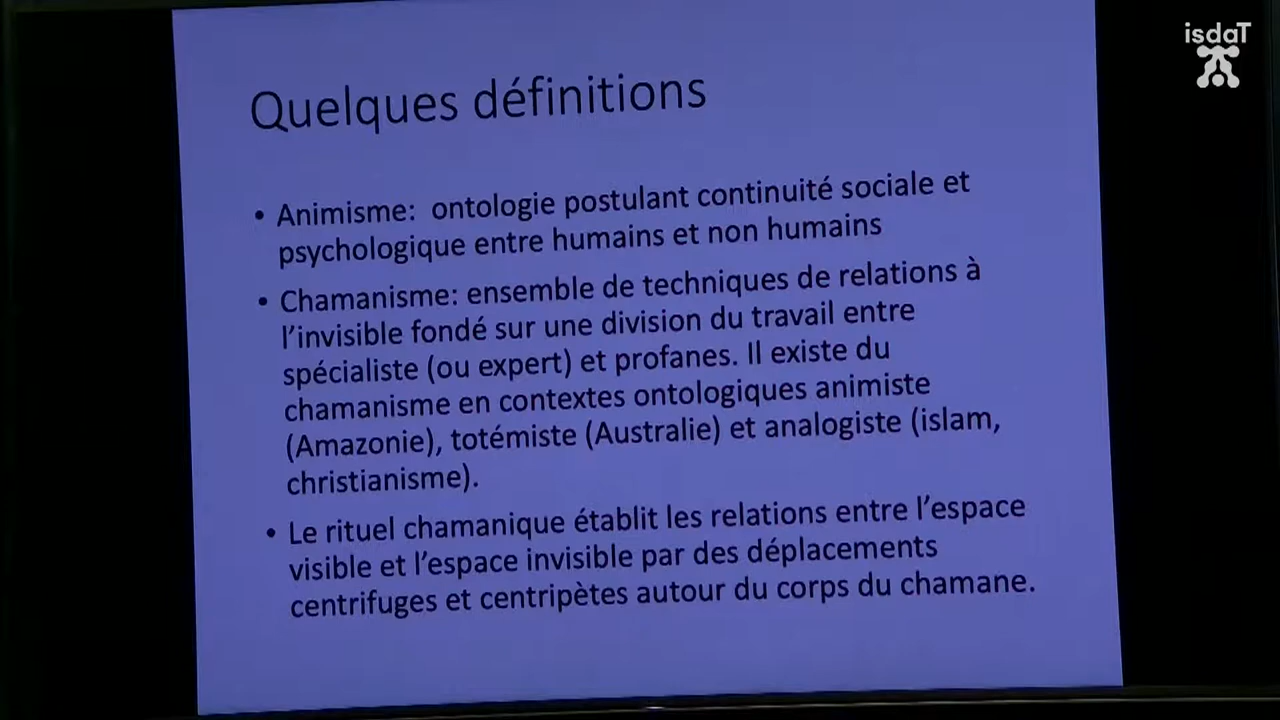 isdaT
Quelques définitions
• Animisme: ontologie postulant continuité sociale et
psychologique entre humains et non humains
• Chamanisme: ensemble de techniques de relations à
l'invisible fondé sur une division du travail entre
spécialiste (ou expert) et profanes. Il existe du
chamanisme en contextes ontologiques animiste
(Amazonie), totémiste (Australie) et analogiste (islam,
christianisme).
• Le rituel chamanique établit les relations entre l'espace
visible et l'espace invisible par des déplacements
centrifuges et centripètes autour du corps du chamane.